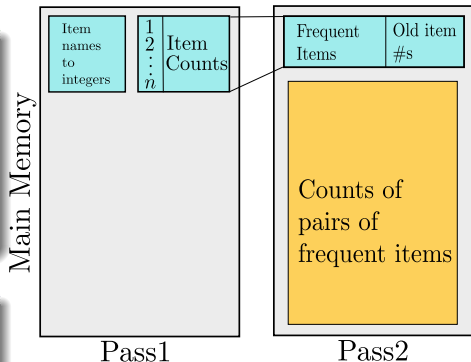 Main Memory
Item
names
to
integers
1
2
⋮
n
Item
Counts
Frequent
Items
Old item
#s
Counts of
pairs of
frequent items
Pass1
Pass2